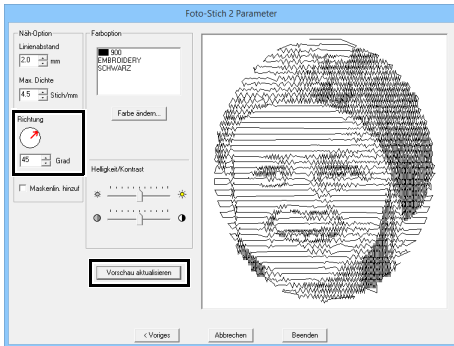 Foto-Stich 2 Parameter
Näh-Option
Linienabstand
2.0 mm
Max. Dichte
4.5 Stich/mm
Richtung
45 Grad
Maskenlin. hinzuf
Farboption
900
EMBROIDERY
SCHWARZ
Farbe ändern...
Helligkeit/Kontrast
Vorschau aktualisieren
< Voriges
Abbrechen
Beenden